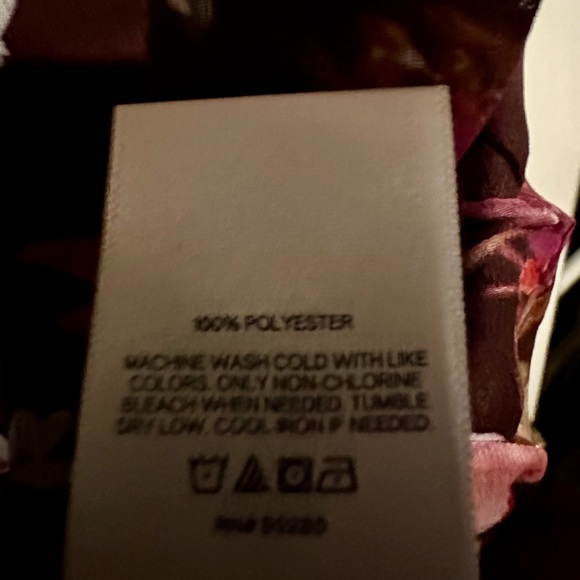 100% POLYESTER
MACHINE WASH COLD WITH LIKE
COLORS. ONLY NON-CHLORINE
BLEACH WHEN NEEDED. TUMBLE
DRY LOW. COOL IRON IF NEEDED.
RN#